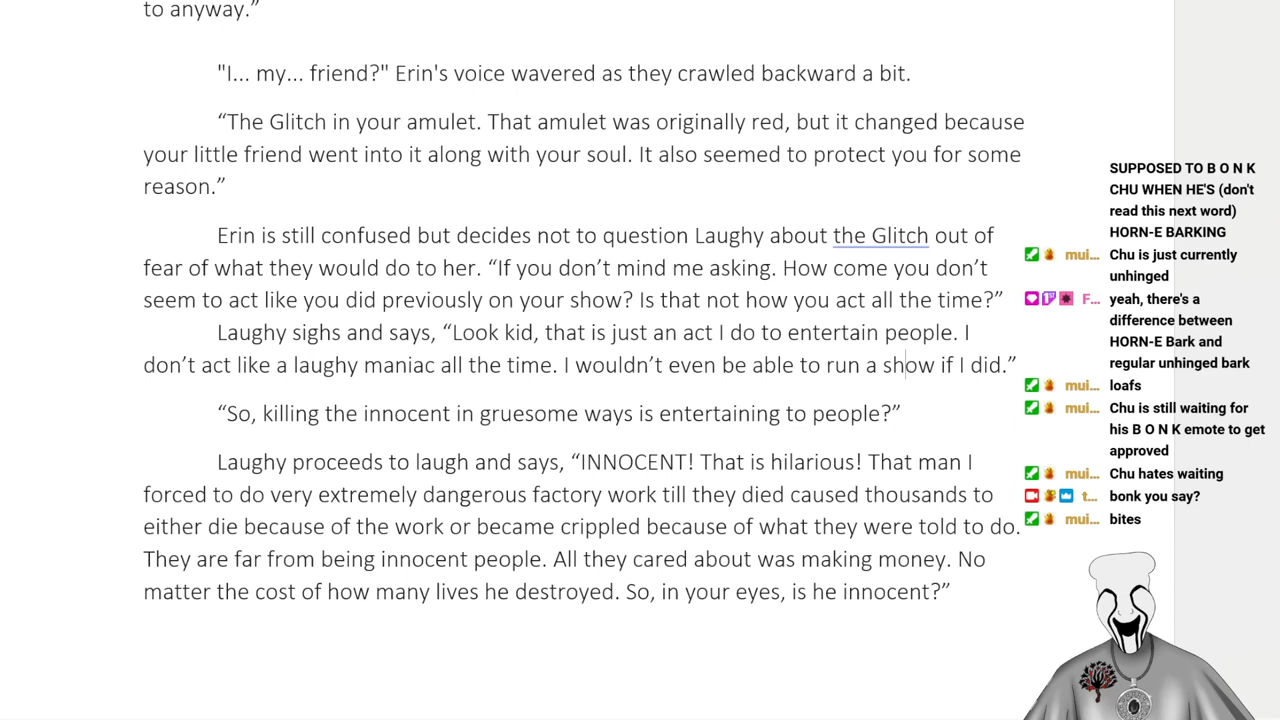 to anyway.”
"I... my... friend?" Erin's voice wavered as they crawled backward a bit.
“The Glitch in your amulet. That amulet was originally red, but it changed because
your little friend went into it along with your soul. It also seemed to protect you for some
reason.”
Erin is still confused but decides not to question Laughy about the Glitch out of
fear of what they would do to her. “If you don’t mind me asking. How come you don’t
seem to act like you did previously on your show? Is that not how you act all the time?”
Laughy sighs and says, “Look kid, that is just an act I do to entertain people. I
don’t act like a laughy maniac all the time. I wouldn’t even be able to run a show if I did.”
“So, killing the innocent in gruesome ways is entertaining to people?”
Laughy proceeds to laugh and says, “INNOCENT! That is hilarious! That man I
forced to do very extremely dangerous factory work till they died caused thousands to
either die because of the work or became crippled because of what they were told to do.
They are far from being innocent people. All they cared about was making money. No
matter the cost of how many lives he destroyed. So, in your eyes, is he innocent?”
SUPPOSED TO B O N K
CHU WHEN HE'S (don't
read this next word)
HORN-E BARKING
mui... Chu is just currently
unhinged
F... yeah, there's a
difference between
HORN-E Bark and
regular unhinged bark
mui... loafs
mui... Chu is still waiting for
his B O N K emote to get
approved
mui... Chu hates waiting
t... bonk you say?
mui... bites